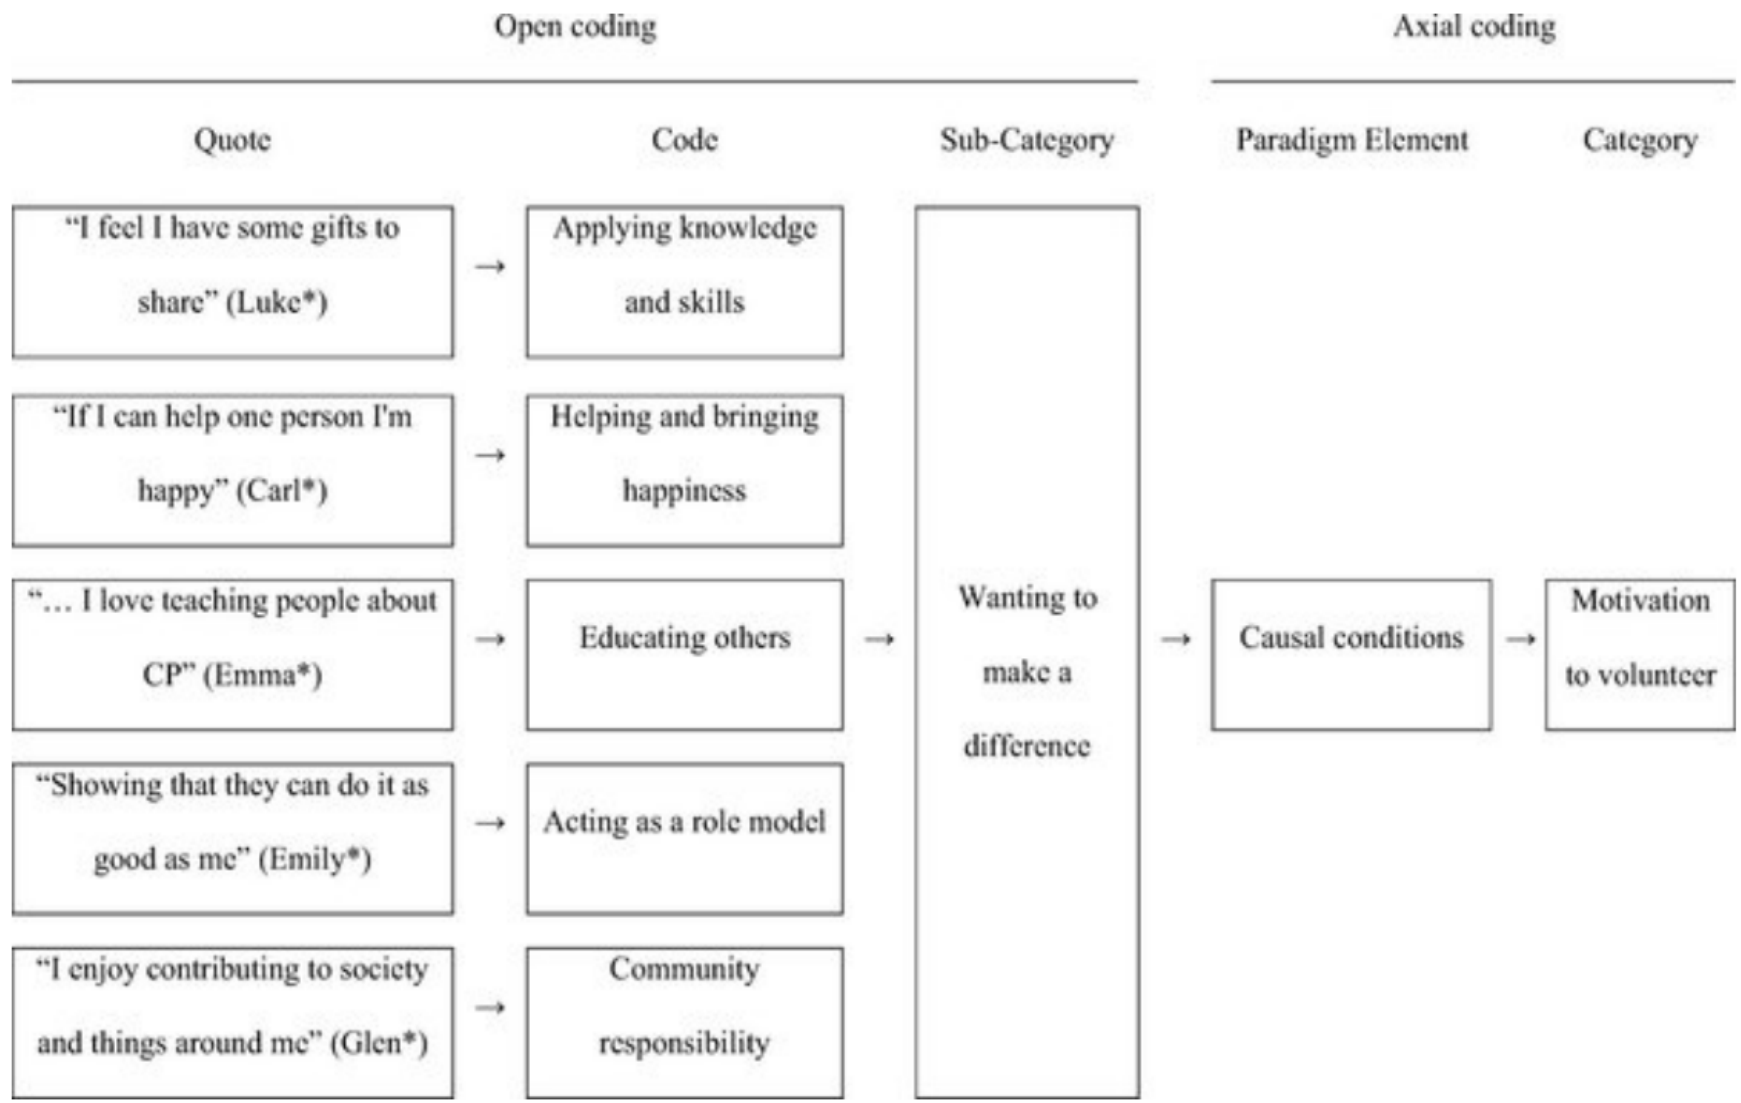 Open coding
Axial coding
Quote
Code
Sub-Category
Paradigm Element
Category
“I feel I have some gifts to
share” (Luke*)
→
Applying knowledge
and skills
“If I can help one person I'm
happy” (Carl*)
→
Helping and bringing
happiness
“… I love teaching people about
CP” (Emma*)
→
Educating others
→
Wanting to
make a
difference
→
Causal conditions
→
Motivation
to volunteer
“Showing that they can do it as
good as me” (Emily*)
→
Acting as a role model
“I enjoy contributing to society
and things around me” (Glen*)
→
Community
responsibility